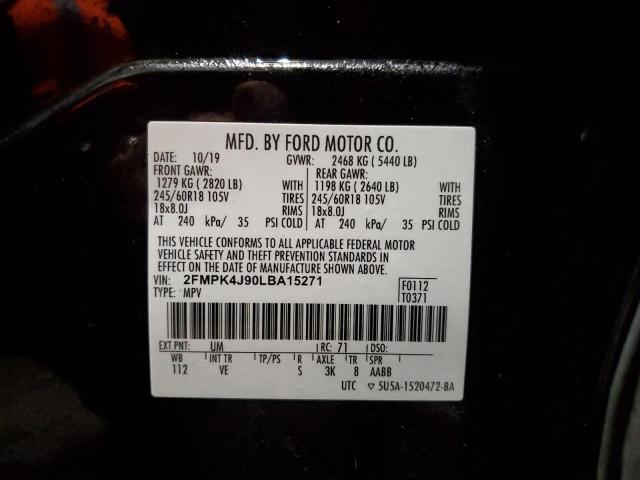 MFD. BY FORD MOTOR CO.
DATE: 10/19 GVWR: 2468 KG ( 5440 LB)
FRONT GAWR: REAR GAWR:
1279 KG ( 2820 LB) WITH 1198 KG ( 2640 LB) WITH
245/60R18 105V TIRES 245/60R18 105V TIRES
18x8.0J RIMS 18x8.0J RIMS
AT 240 kPa/ 35 PSI COLD AT 240 kPa/ 35 PSI COLD
THIS VEHICLE CONFORMS TO ALL APPLICABLE FEDERAL MOTOR
VEHICLE SAFETY AND THEFT PREVENTION STANDARDS IN
EFFECT ON THE DATE OF MANUFACTURE SHOWN ABOVE.
VIN: 2FMPK4J90LBA15271 F0112
TYPE: MPV T0371
EXT PNT: UM RC: 71 DSO:
WB INT TR TP/PS R AXLE TR SPR
112 VE S 3K 8 AABB
UTC ▽ 5U5A-1520472-BA